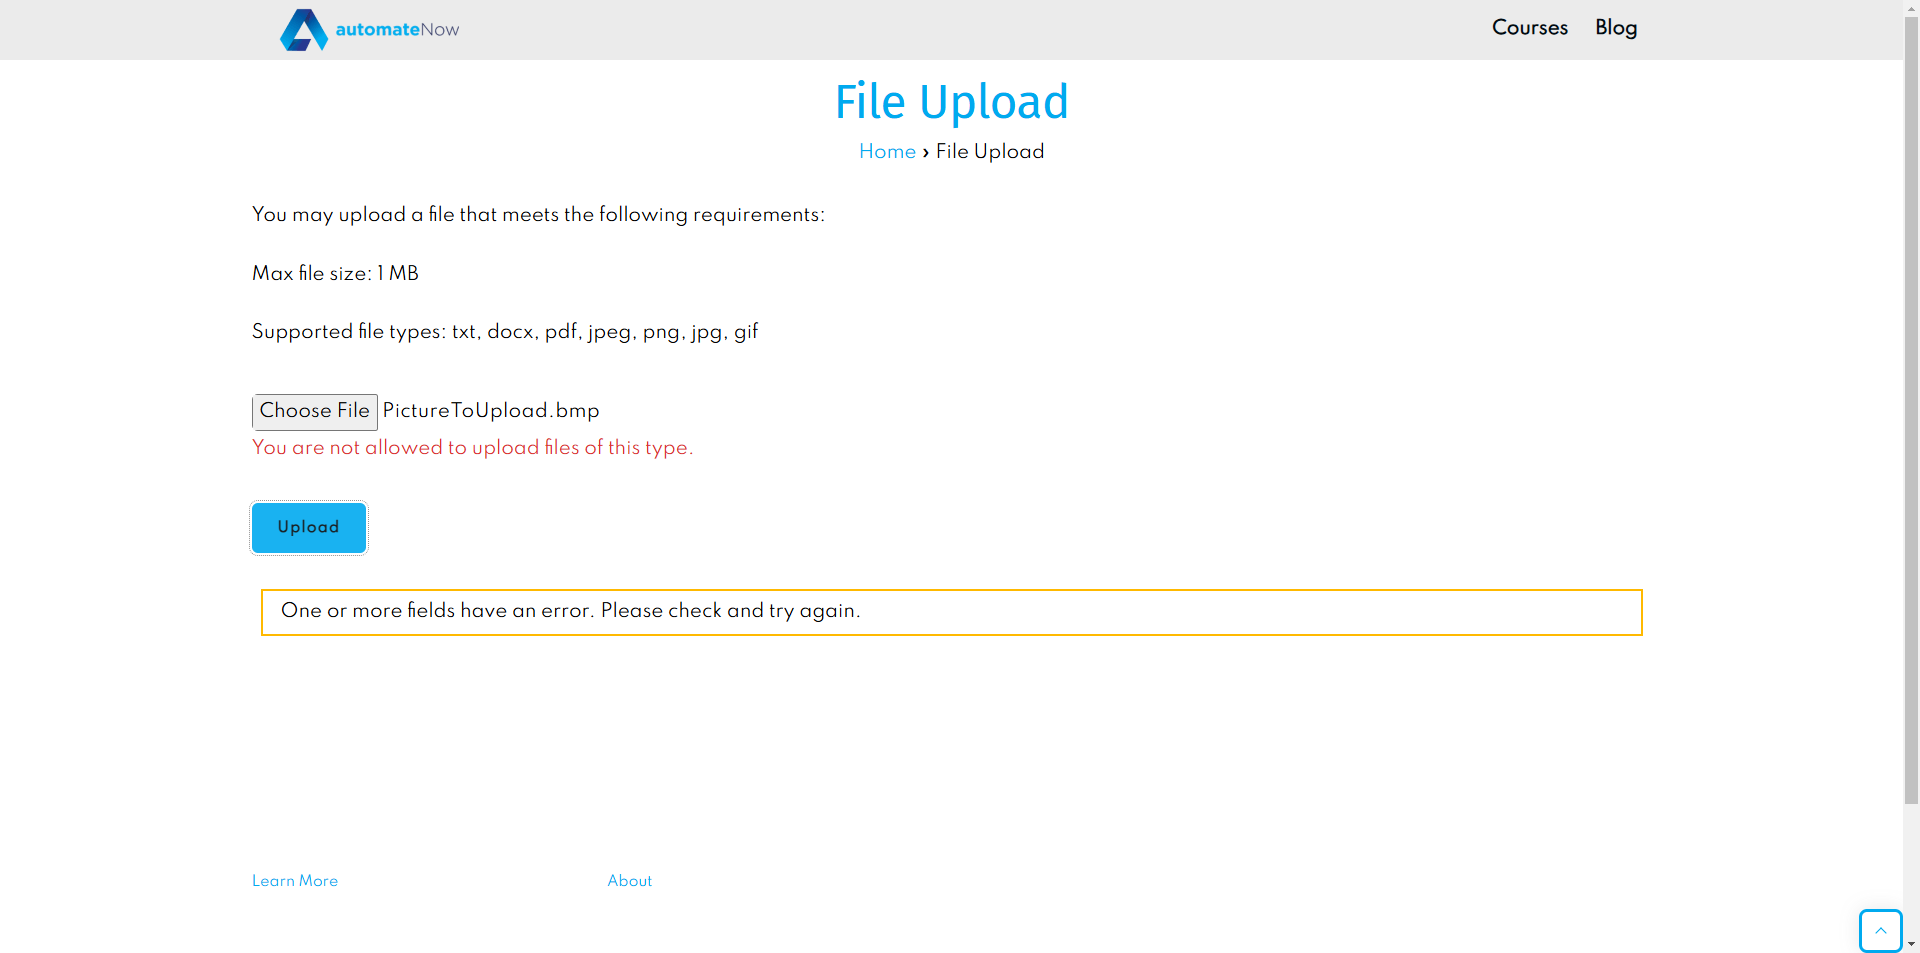 automateNow
Courses Blog
File Upload
Home › File Upload
You may upload a file that meets the following requirements:
Max file size: 1 MB
Supported file types: txt, docx, pdf, jpeg, png, jpg, gif
Choose File PictureToUpload.bmp
You are not allowed to upload files of this type.
Upload
One or more fields have an error. Please check and try again.
Learn More About